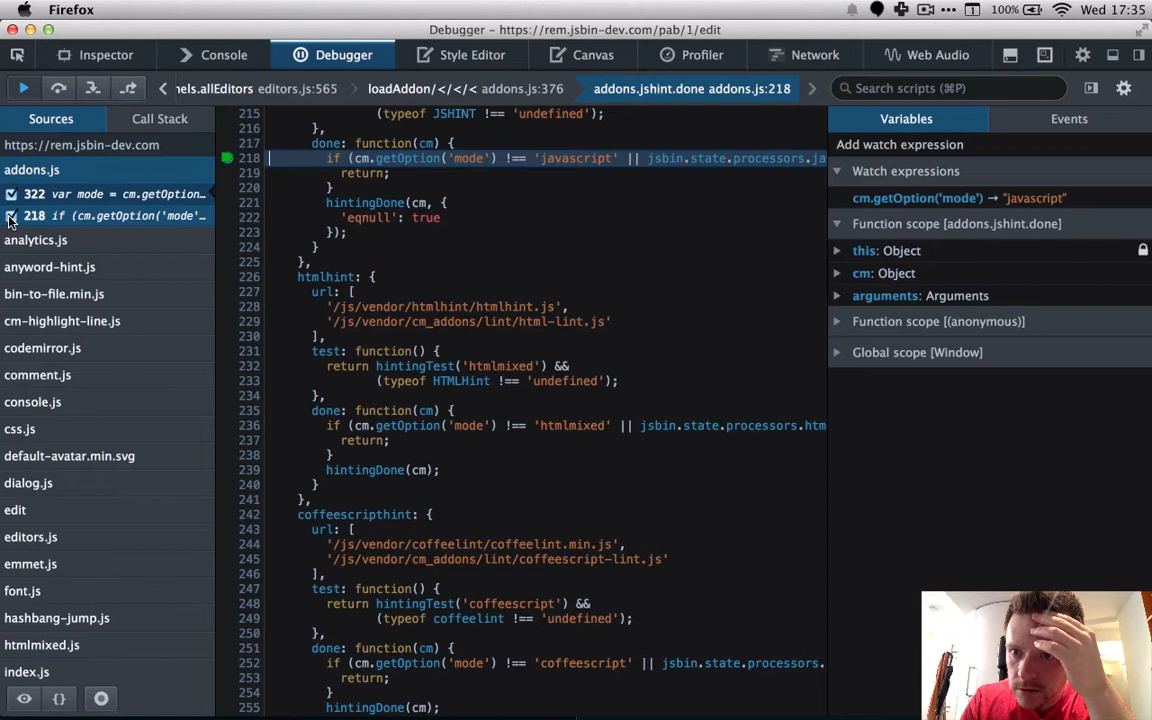 Firefox
100%
Wed 17:35
Debugger - https://rem.jsbin-dev.com/pab/1/edit
Inspector
Console
Debugger
Style Editor
Canvas
Profiler
Network
Web Audio
nels.allEditors editors.js:565
loadAddon/</</< addons.js:376
addons.jshint.done addons.js:218
Search scripts (⌘P)
Sources
Call Stack
https://rem.jsbin-dev.com
addons.js
322 var mode = cm.getOption...
218 if (cm.getOption('mode'...
analytics.js
anyword-hint.js
bin-to-file.min.js
cm-highlight-line.js
codemirror.js
comment.js
console.js
css.js
default-avatar.min.svg
dialog.js
edit
editors.js
emmet.js
font.js
hashbang-jump.js
htmlmixed.js
index.js
215 (typeof JSHINT !== 'undefined');
216 },
217 done: function(cm) {
218 if (cm.getOption('mode') !== 'javascript' || jsbin.state.processors.ja
219 return;
220 }
221 hintingDone(cm, {
222 'eqnull': true
223 });
224 }
225 },
226 htmlhint: {
227 url: [
228 '/js/vendor/htmlhint/htmlhint.js',
229 '/js/vendor/cm_addons/lint/html-lint.js'
230 ],
231 test: function() {
232 return hintingTest('htmlmixed') &&
233 (typeof HTMLHint !== 'undefined');
234 },
235 done: function(cm) {
236 if (cm.getOption('mode') !== 'htmlmixed' || jsbin.state.processors.htm
237 return;
238 }
239 hintingDone(cm);
240 }
241 },
242 coffeescripthint: {
243 url: [
244 '/js/vendor/coffeelint/coffeelint.min.js',
245 '/js/vendor/cm_addons/lint/coffeescript-lint.js'
246 ],
247 test: function() {
248 return hintingTest('coffeescript') &&
249 (typeof coffeelint !== 'undefined');
250 },
251 done: function(cm) {
252 if (cm.getOption('mode') !== 'coffeescript' || jsbin.state.processors.
253 return;
254 }
255 hintingDone(cm);
Variables
Events
Add watch expression
Watch expressions
cm.getOption('mode') → "javascript"
Function scope [addons.jshint.done]
this: Object
cm: Object
arguments: Arguments
Function scope [(anonymous)]
Global scope [Window]